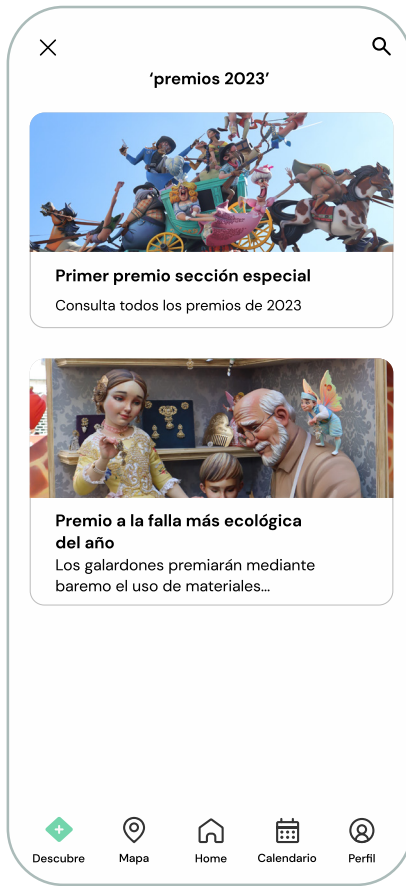 ‘premios 2023’
Primer premio sección especial
Consulta todos los premios de 2023
Premio a la falla más ecológica
del año
Los galardones premiarán mediante
baremo el uso de materiales...
Descubre
Mapa
Home
Calendario
Perfil